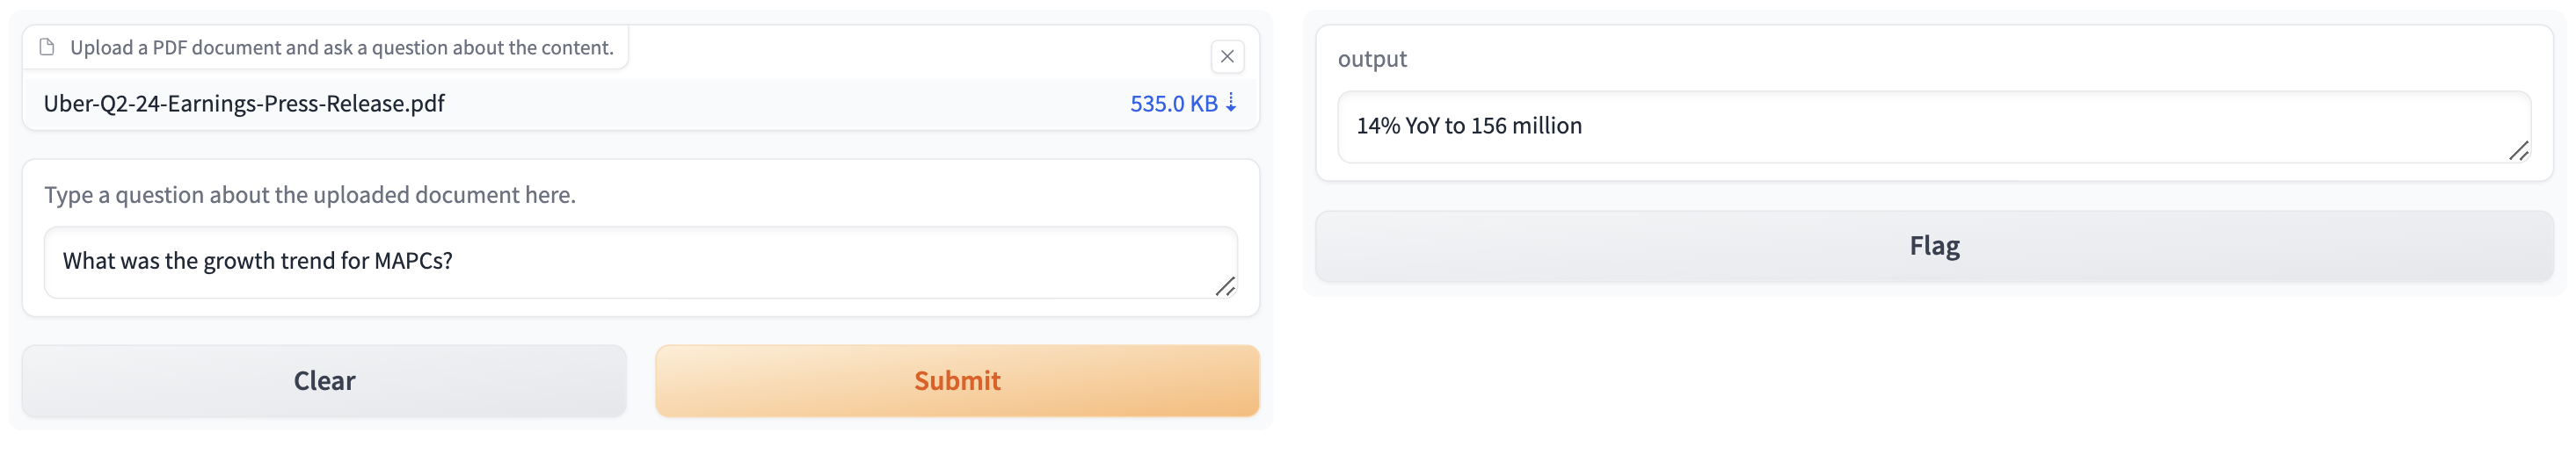 Upload a PDF document and ask a question about the content.
Uber-Q2-24-Earnings-Press-Release.pdf
535.0 KB ⇣
Type a question about the uploaded document here.
What was the growth trend for MAPCs?
Clear
Submit
output
14% YoY to 156 million
Flag